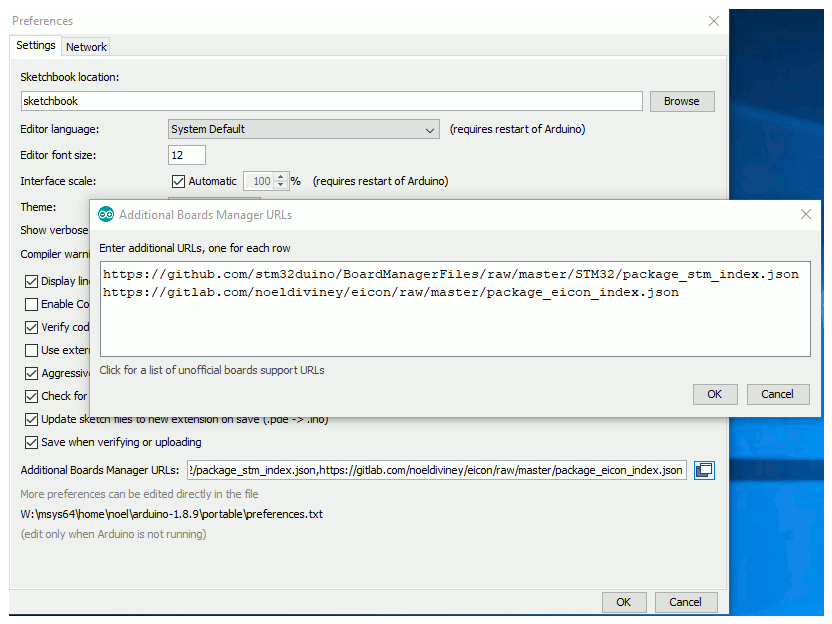 Preferences
Settings Network
Sketchbook location:
sketchbook Browse
Editor language: System Default (requires restart of Arduino)
Editor font size: 12
Interface scale: Automatic 100 % (requires restart of Arduino)
Theme:
Show verbose
Compiler warni
Display lin
Enable Co
Verify cod
Use exter
Aggressive
Check for
Additional Boards Manager URLs
Enter additional URLs, one for each row
https://github.com/stm32duino/BoardManagerFiles/raw/master/STM32/package_stm_index.json
https://gitlab.com/noeldiviney/eicon/raw/master/package_eicon_index.json
Click for a list of unofficial boards support URLs
OK Cancel
Update sketch files to new extension on save (.pde -> .ino)
Save when verifying or uploading
Additional Boards Manager URLs: 2/package_stm_index.json,https://gitlab.com/noeldiviney/eicon/raw/master/package_eicon_index.json
More preferences can be edited directly in the file
W:\msys64\home\noel\arduino-1.8.9\portable\preferences.txt
(edit only when Arduino is not running)
OK Cancel